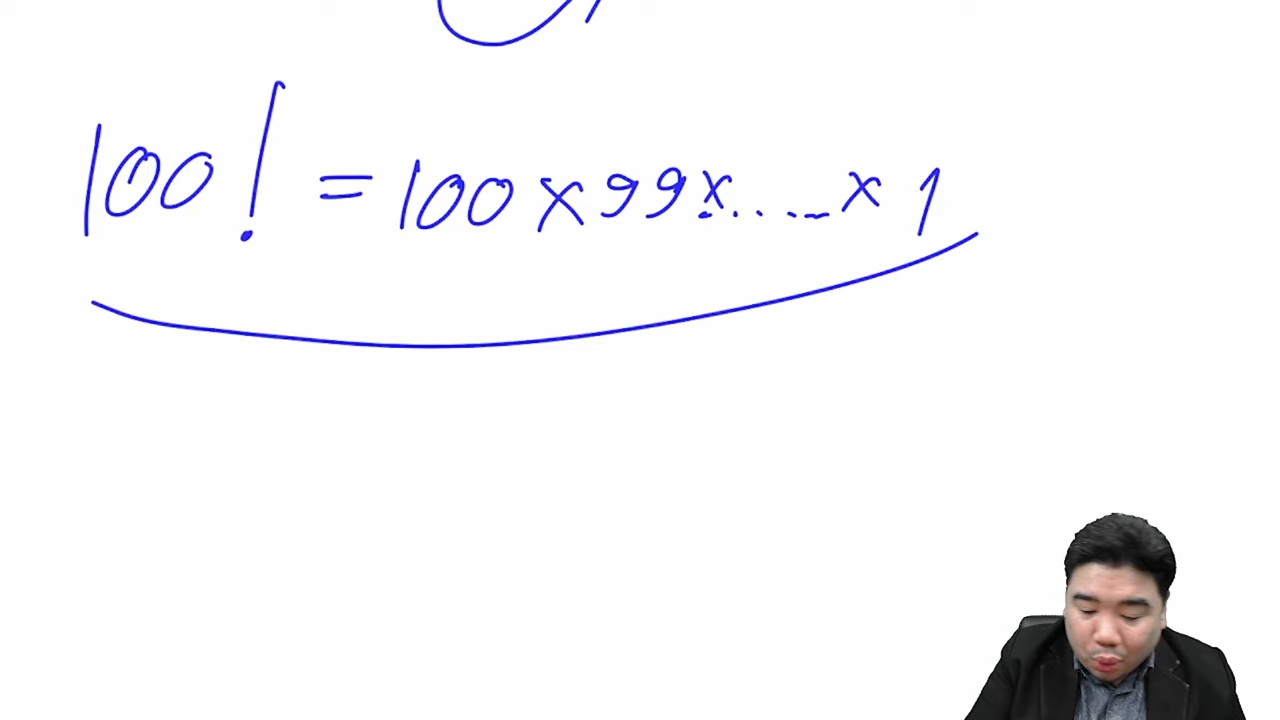 100! = 100 x 99 x ..... x 1